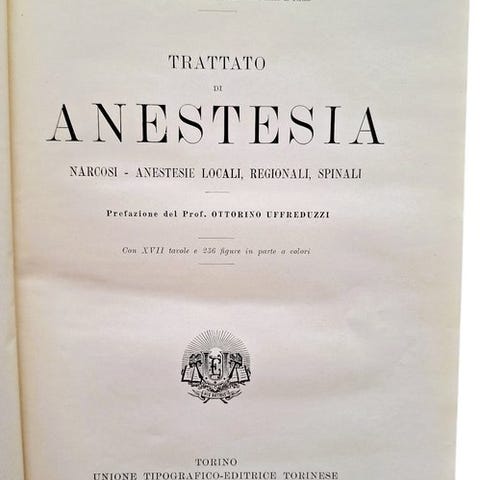 TRATTATO
DI
ANESTESIA
NARCOSI - ANESTESIE LOCALI, REGIONALI, SPINALI
Prefazione del Prof. OTTORINO UFFREDUZZI
Con XVII tavole e 256 figure in parte a colori
TORINO
UNIONE TIPOGRAFICO-EDITRICE TORINESE